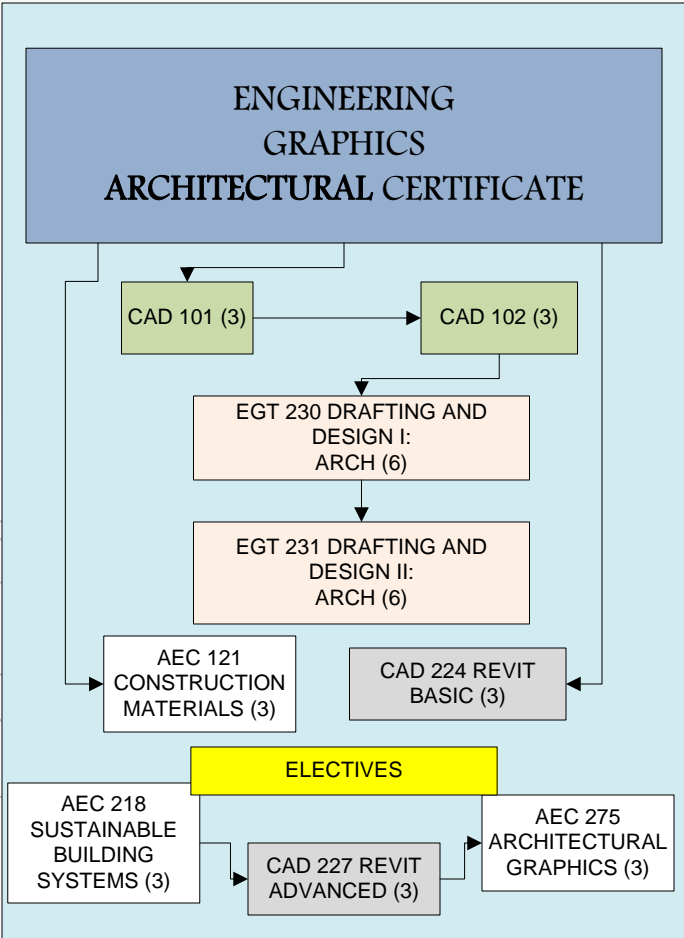 ENGINEERING
GRAPHICS
ARCHITECTURAL CERTIFICATE
CAD 101 (3)
CAD 102 (3)
EGT 230 DRAFTING AND
DESIGN I:
ARCH (6)
EGT 231 DRAFTING AND
DESIGN II:
ARCH (6)
AEC 121
CONSTRUCTION
MATERIALS (3)
CAD 224 REVIT
BASIC (3)
ELECTIVES
AEC 218
SUSTAINABLE
BUILDING
SYSTEMS (3)
CAD 227 REVIT
ADVANCED (3)
AEC 275
ARCHITECTURAL
GRAPHICS (3)